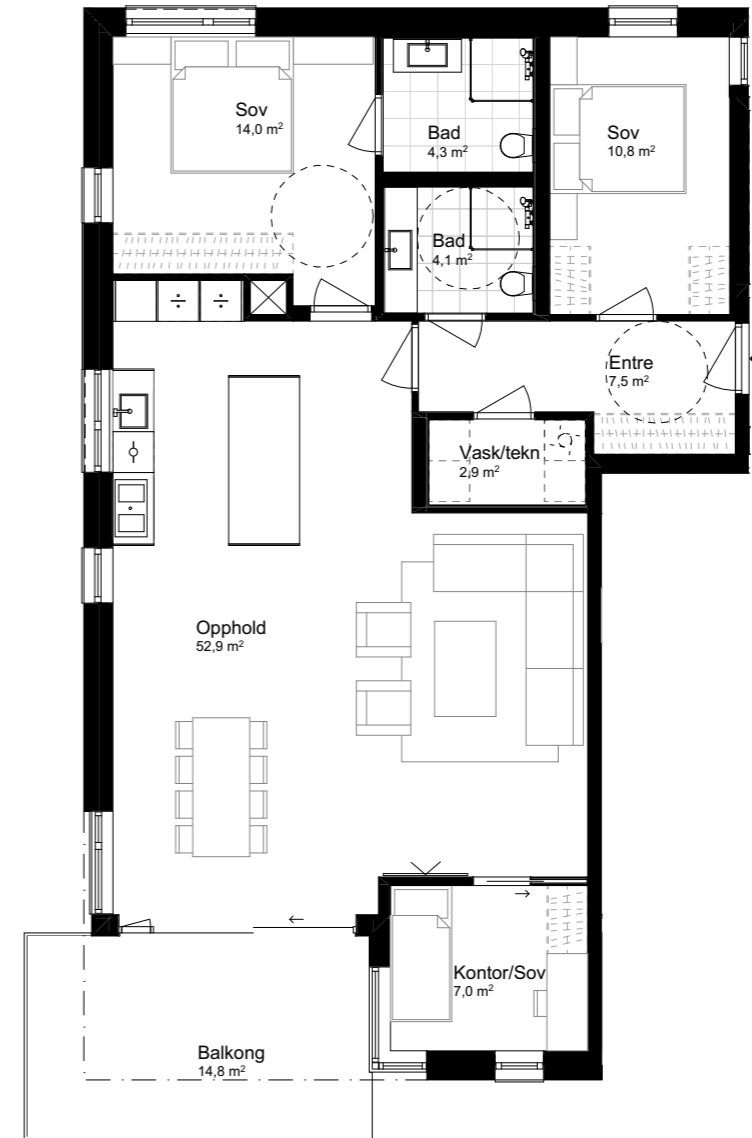 Sov
14,0 m²
Bad
4,3 m²
Sov
10,8 m²
Bad
4,1 m²
Entre
7,5 m²
Vask/tekn
2,9 m²
Opphold
52,9 m²
Kontor/Sov
7,0 m²
Balkong
14,8 m²